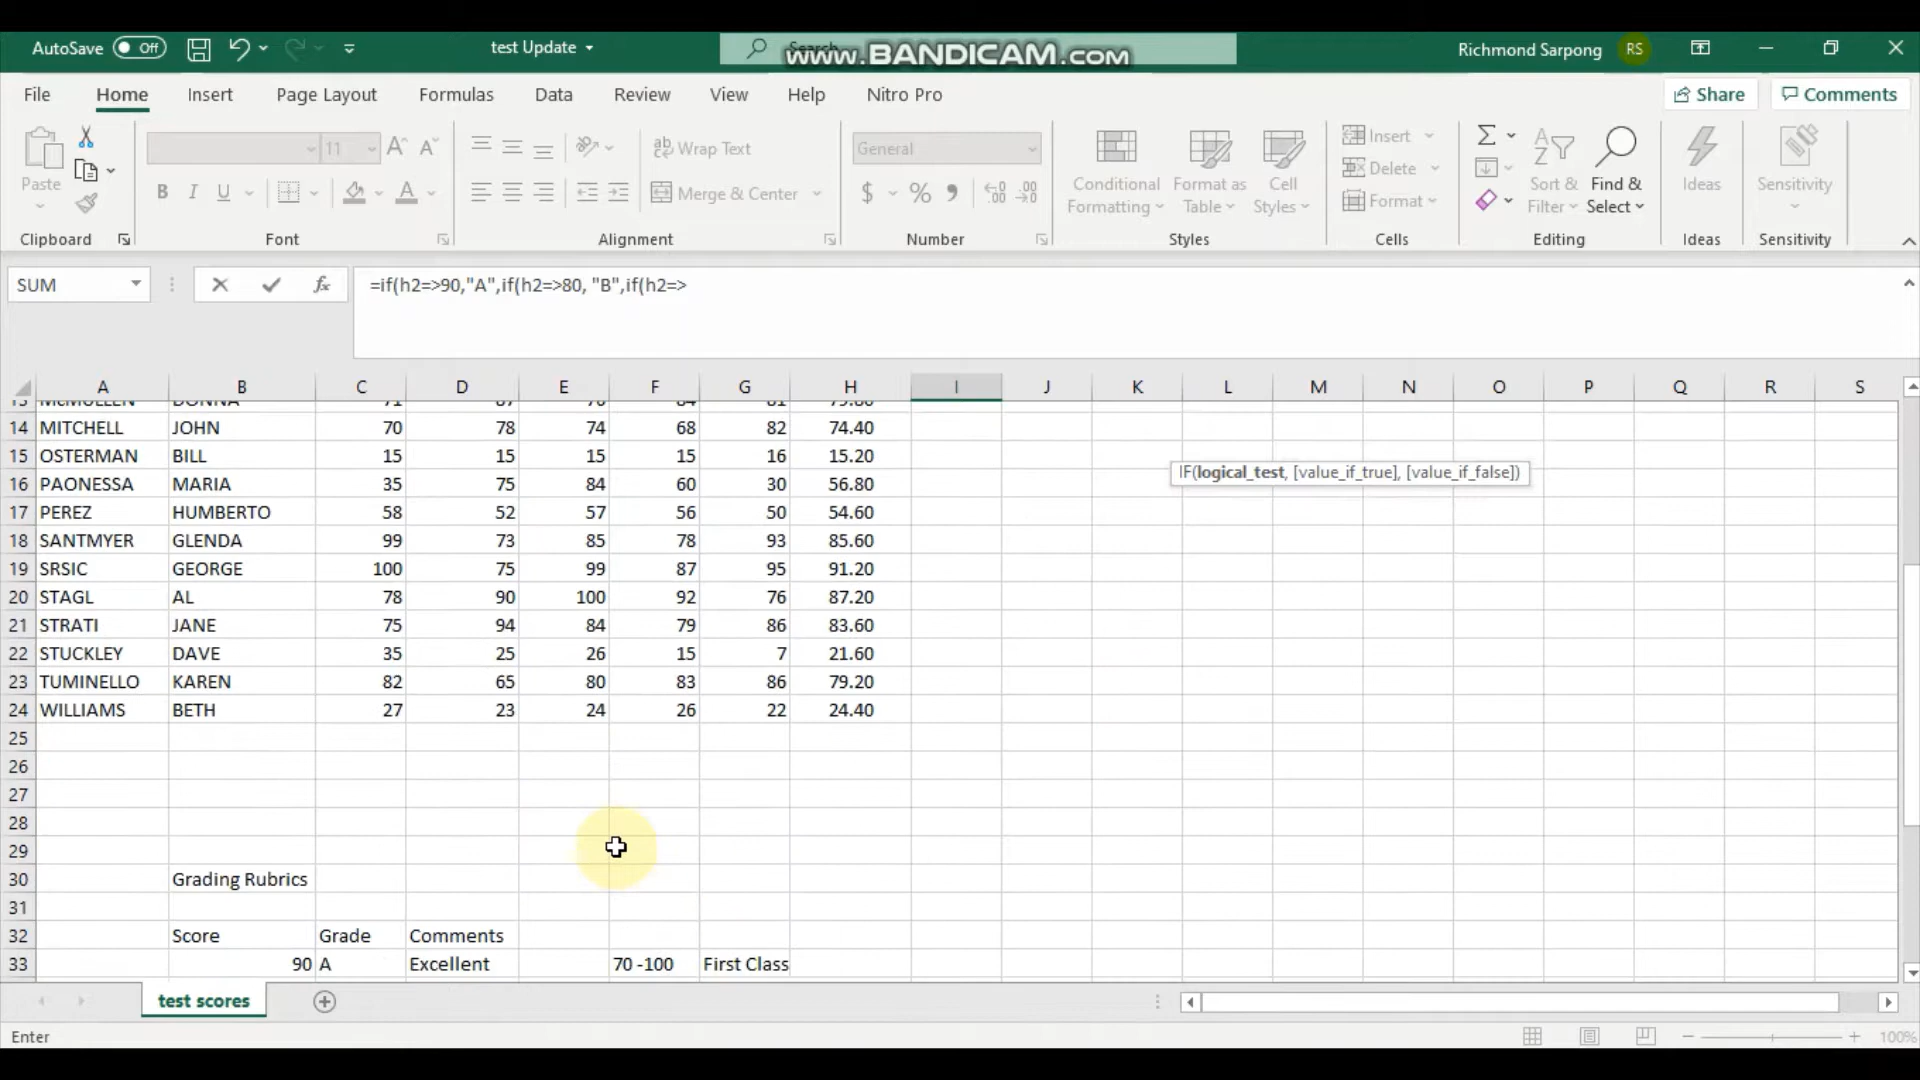 AutoSave Off test Update Search www.BANDICAM.com Richmond Sarpong RS
File Home Insert Page Layout Formulas Data Review View Help Nitro Pro Share Comments
Paste 11 A A B I U A Wrap Text Merge & Center General $ % , Conditional Formatting Format as Table Cell Styles Insert Delete Format Sort & Filter Find & Select Ideas Sensitivity
Clipboard Font Alignment Number Styles Cells Editing Ideas Sensitivity
SUM fx =if(h2=>90,"A",if(h2=>80, "B",if(h2=>
A B C D E F G H I J K L M N O P Q R S
14 MITCHELL JOHN 70 78 74 68 82 74.40
15 OSTERMAN BILL 15 15 15 15 16 15.20
IF(logical_test, [value_if_true], [value_if_false])
16 PAONESSA MARIA 35 75 84 60 30 56.80
17 PEREZ HUMBERTO 58 52 57 56 50 54.60
18 SANTMYER GLENDA 99 73 85 78 93 85.60
19 SRSIC GEORGE 100 75 99 87 95 91.20
20 STAGL AL 78 90 100 92 76 87.20
21 STRATI JANE 75 94 84 79 86 83.60
22 STUCKLEY DAVE 35 25 26 15 7 21.60
23 TUMINELLO KAREN 82 65 80 83 86 79.20
24 WILLIAMS BETH 27 23 24 26 22 24.40
25
26
27
28
29
30 Grading Rubrics
31
32 Score Grade Comments
33 90 A Excellent 70 -100 First Class
test scores
Enter 100%